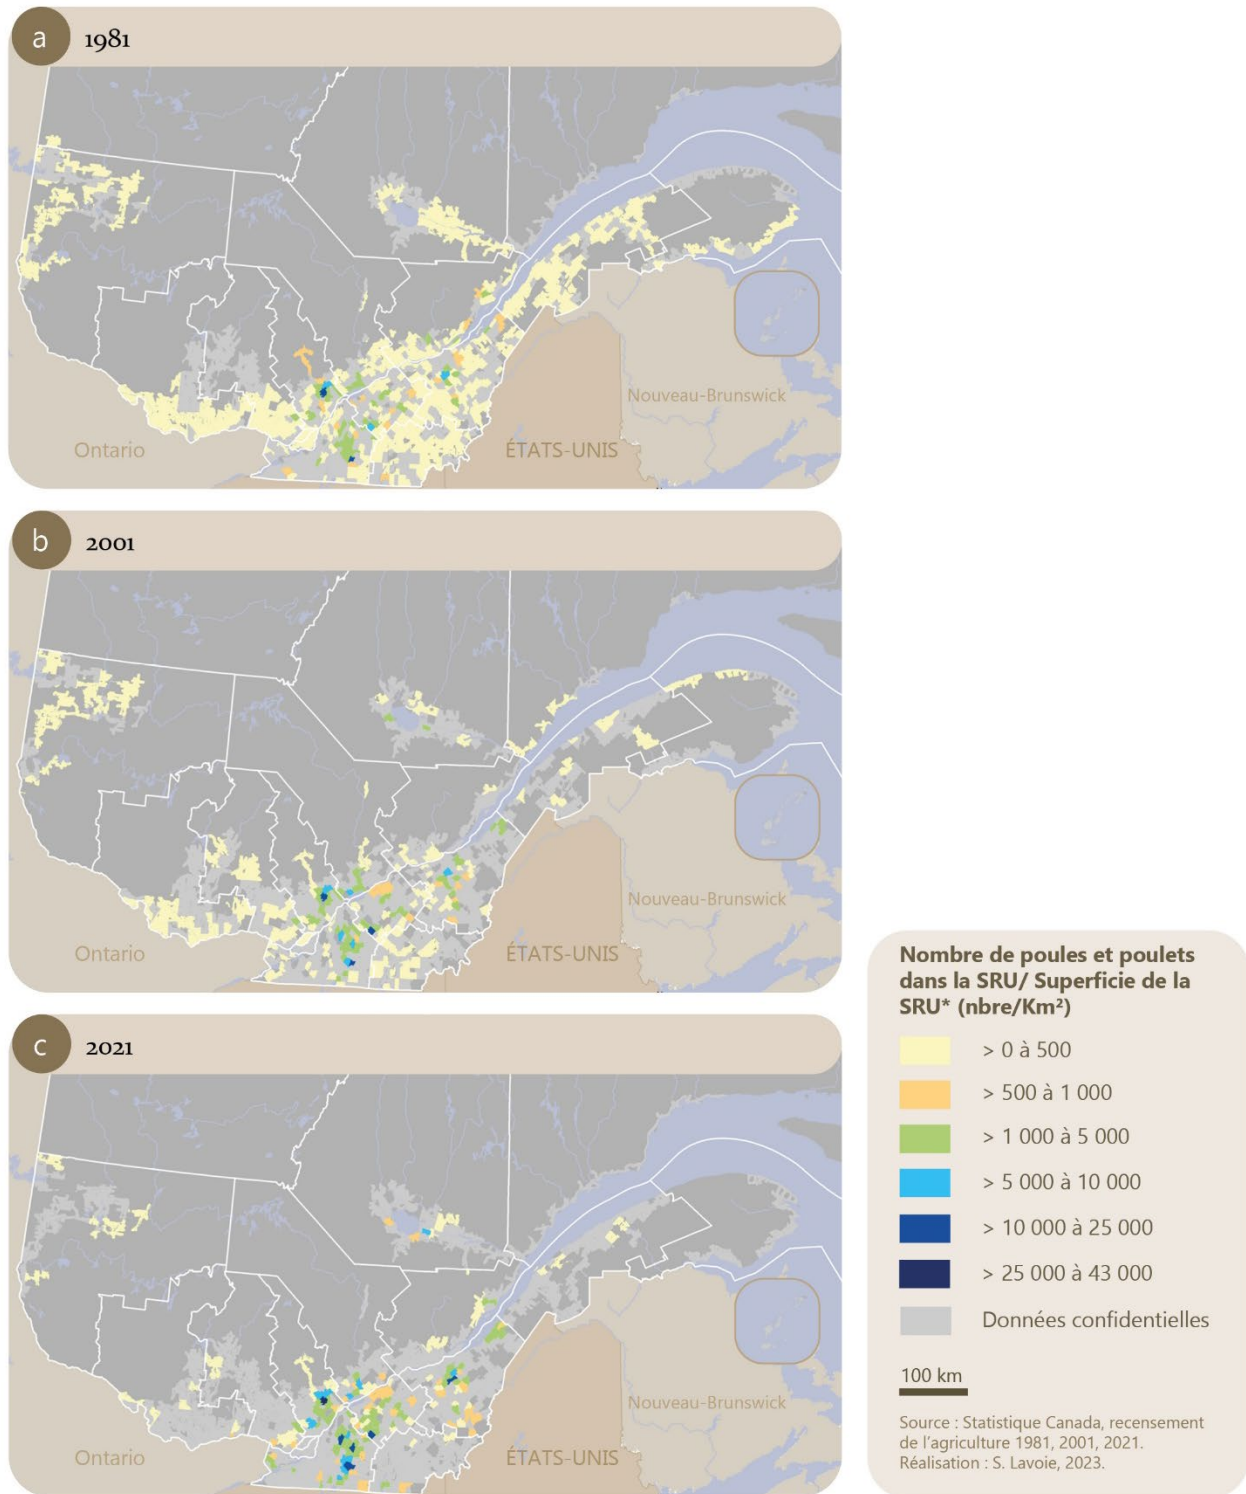 a
1981
Ontario
Nouveau-Brunswick
ÉTATS-UNIS
b
2001
Ontario
Nouveau-Brunswick
ÉTATS-UNIS
c
2021
Ontario
Nouveau-Brunswick
ÉTATS-UNIS
Nombre de poules et poulets
dans la SRU/ Superficie de la
SRU* (nbre/Km²)
> 0 à 500
> 500 à 1 000
> 1 000 à 5 000
> 5 000 à 10 000
> 10 000 à 25 000
> 25 000 à 43 000
Données confidentielles
100 km
Source : Statistique Canada, recensement
de l’agriculture 1981, 2001, 2021.
Réalisation : S. Lavoie, 2023.